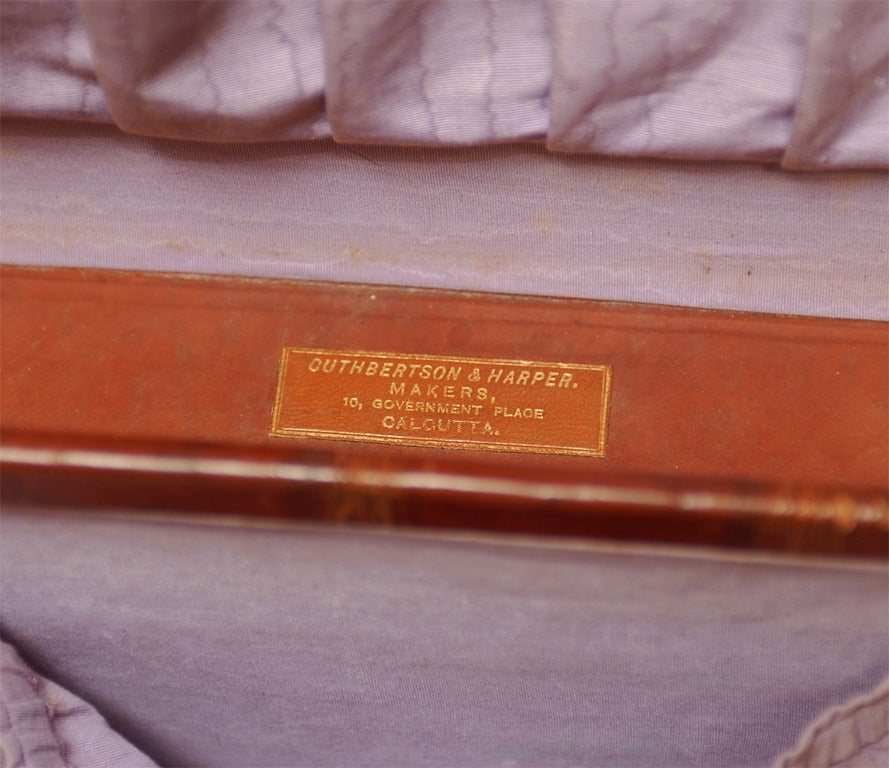 CUTHBERTSON & HARPER.
MAKERS,
10, GOVERNMENT PLACE
CALCUTTA.